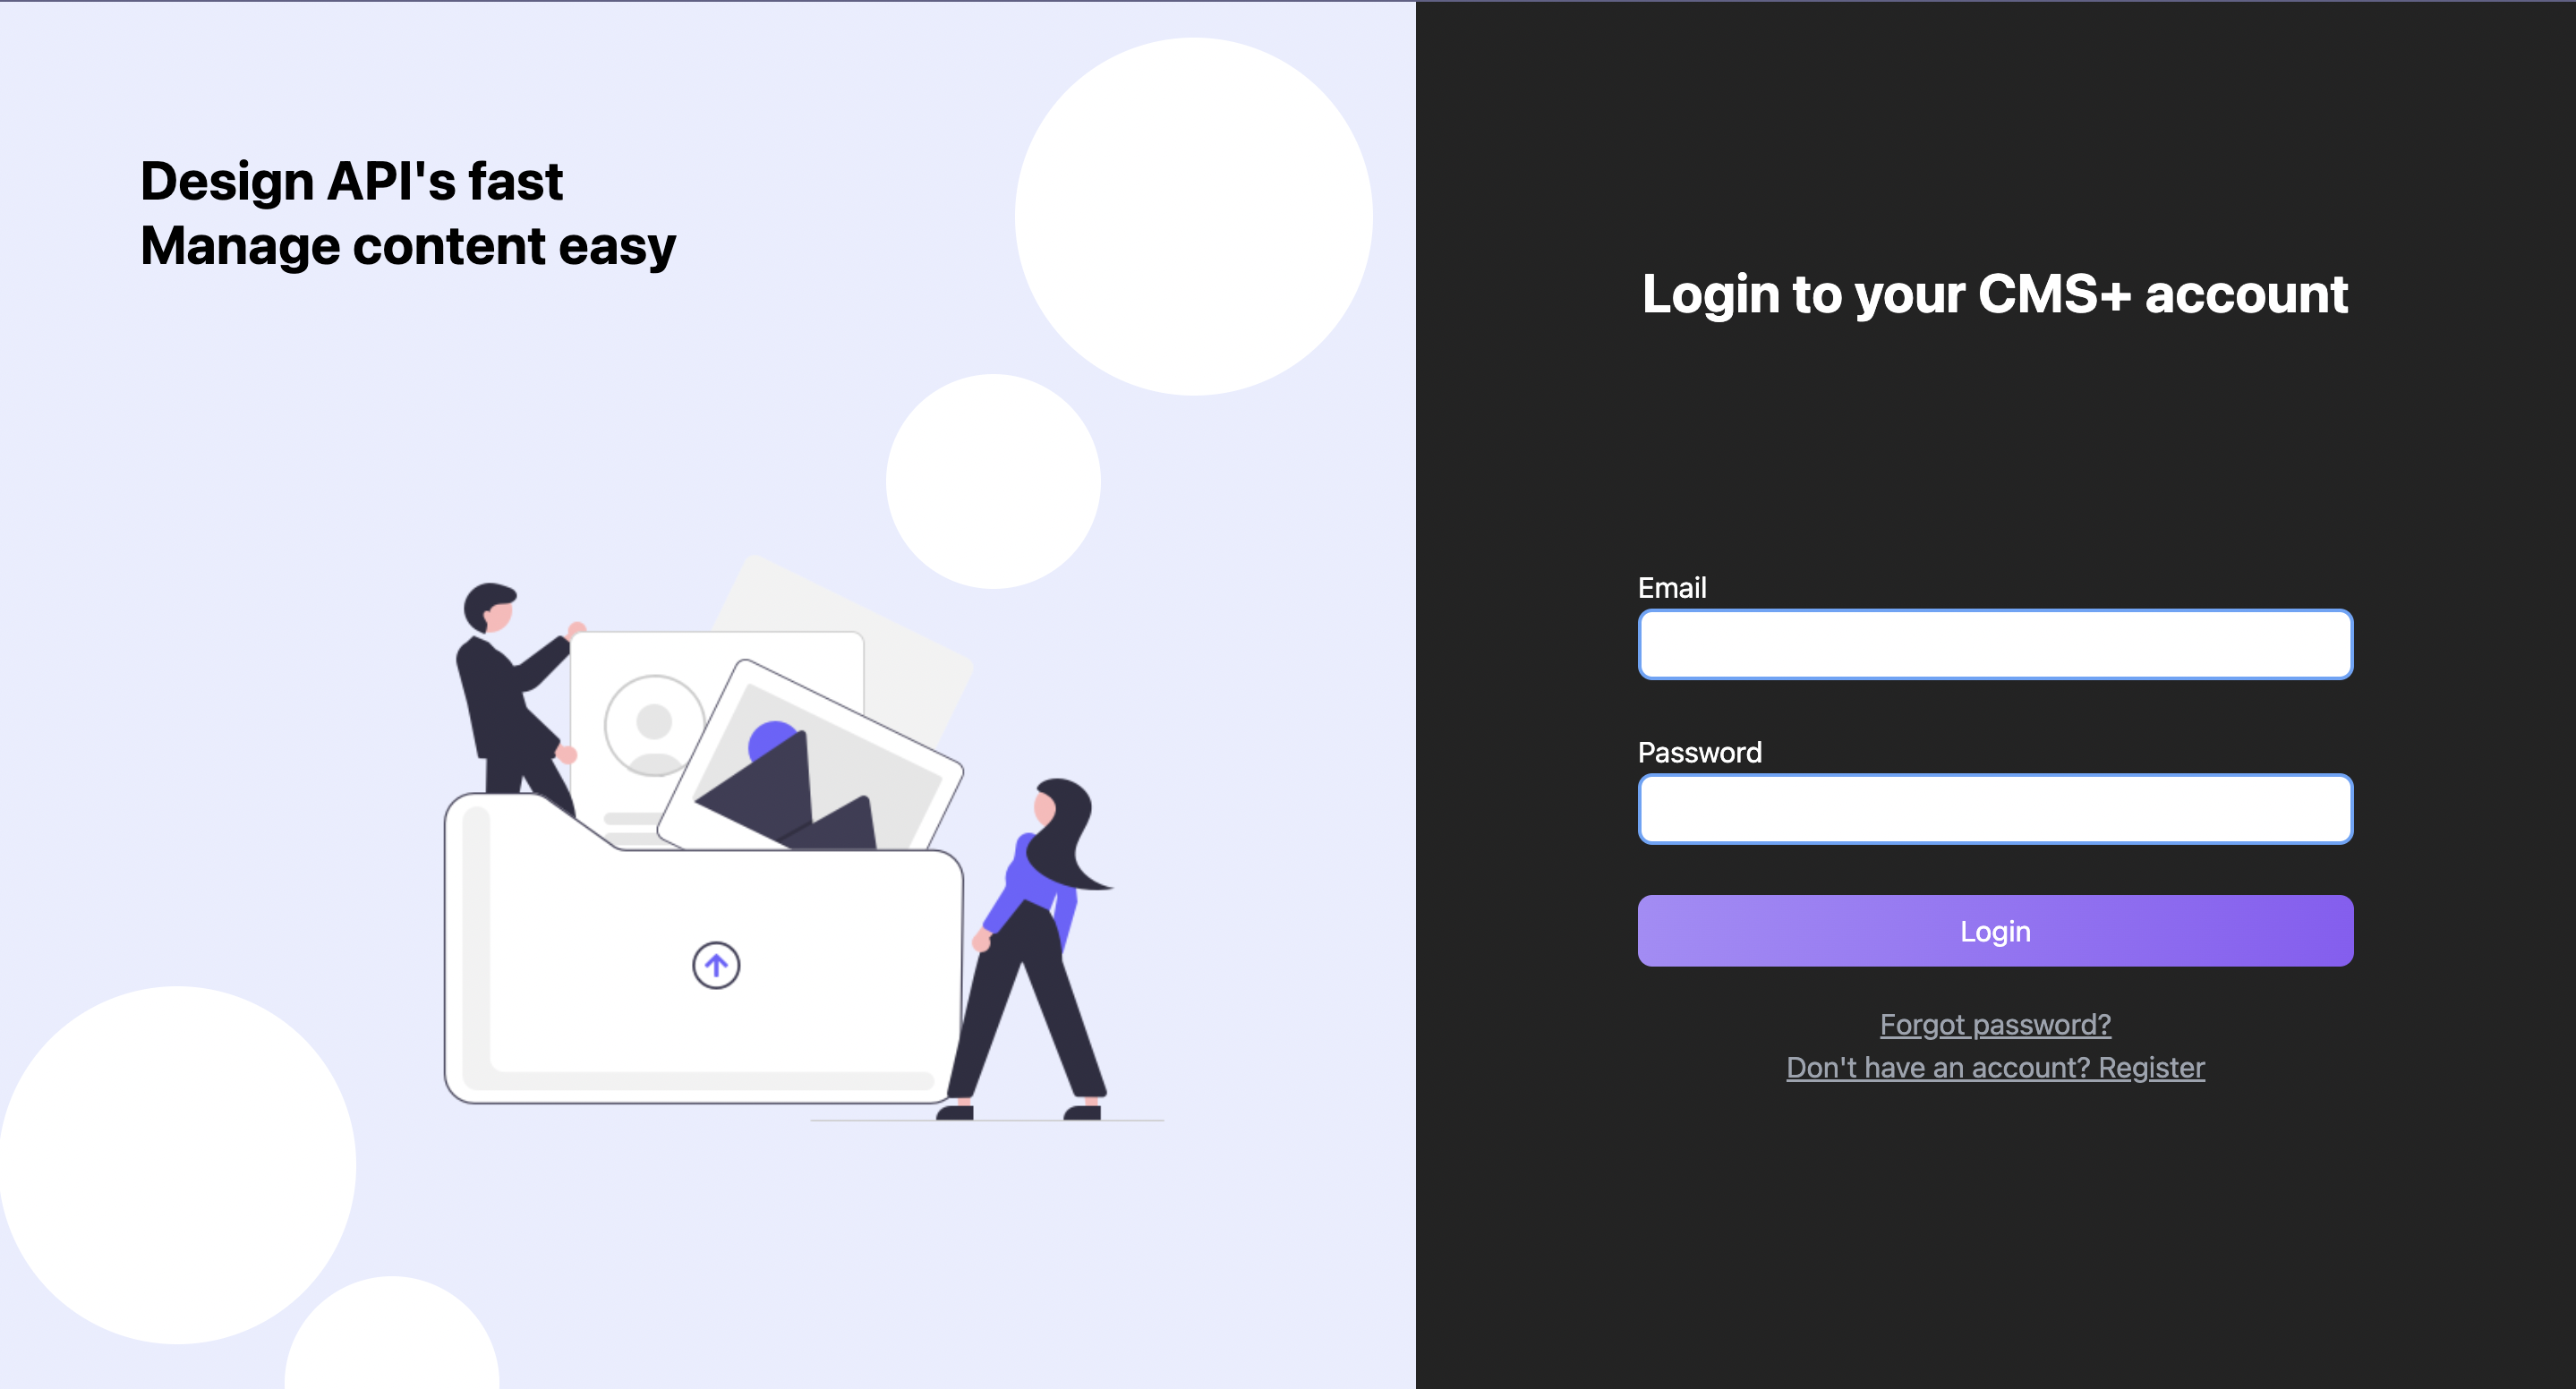 Design API's fast
Manage content easy
Login to your CMS+ account
Email
Password
Login
Forgot password?
Don't have an account? Register